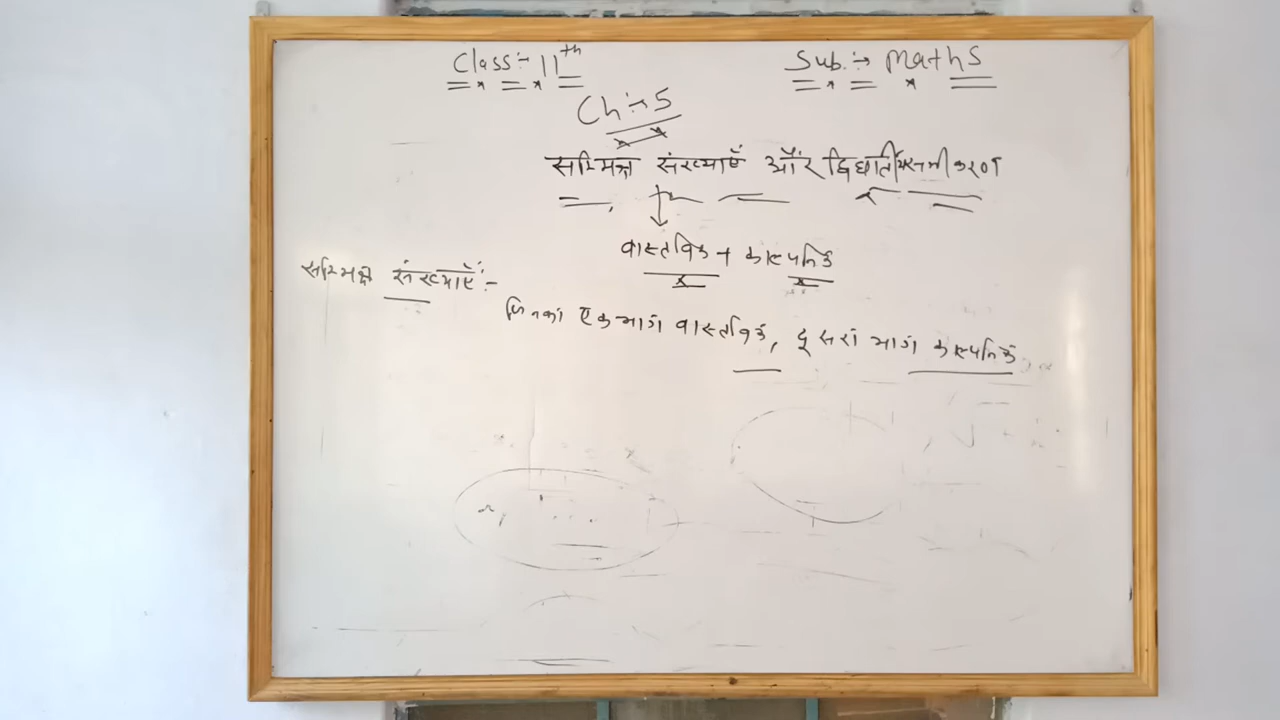 Class:- 11th
Sub.:→ Maths
Ch:→ 5
सम्मिश्र संख्याएँ और द्विघातीय समीकरण
वास्तविक + काल्पनिक
सम्मिश्र संख्याएँ:-
जिनका एक भाग वास्तविक, दूसरा भाग काल्पनिक